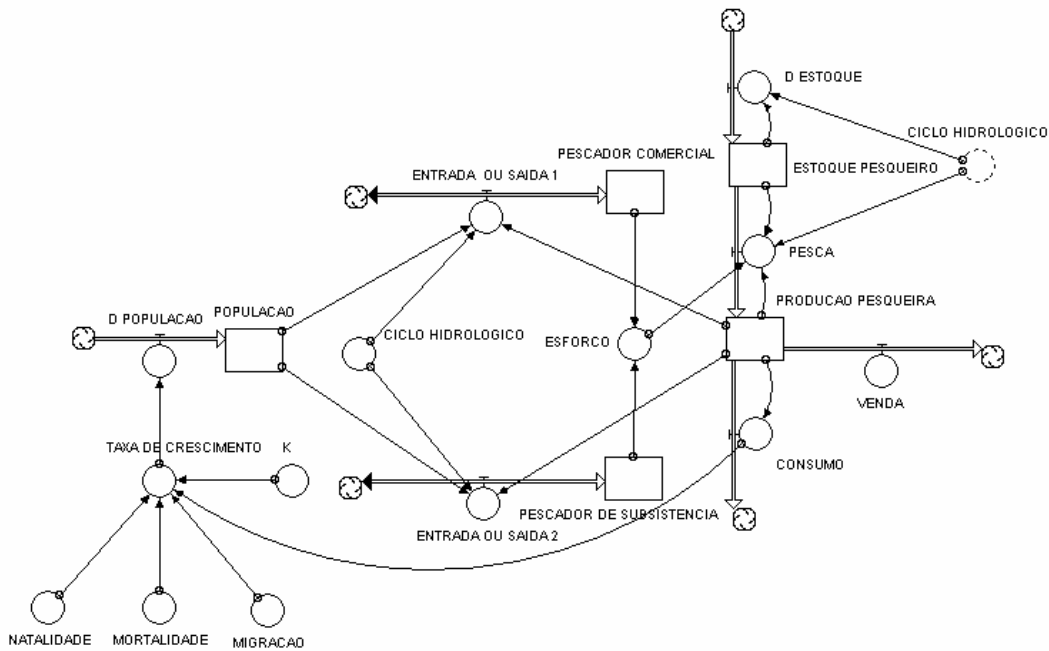 D ESTOQUE
CICLO HIDROLOGICO
PESCADOR COMERCIAL
ESTOQUE PESQUEIRO
ENTRADA OU SAIDA 1
PESCA
PRODUCAO PESQUEIRA
POPULACAO
D POPULACAO
CICLO HIDROLOGICO
ESFORCO
VENDA
TAXA DE CRESCIMENTO
K
CONSUMO
PESCADOR DE SUBSISTENCIA
ENTRADA OU SAIDA 2
NATALIDADE
MORTALIDADE
MIGRACAO